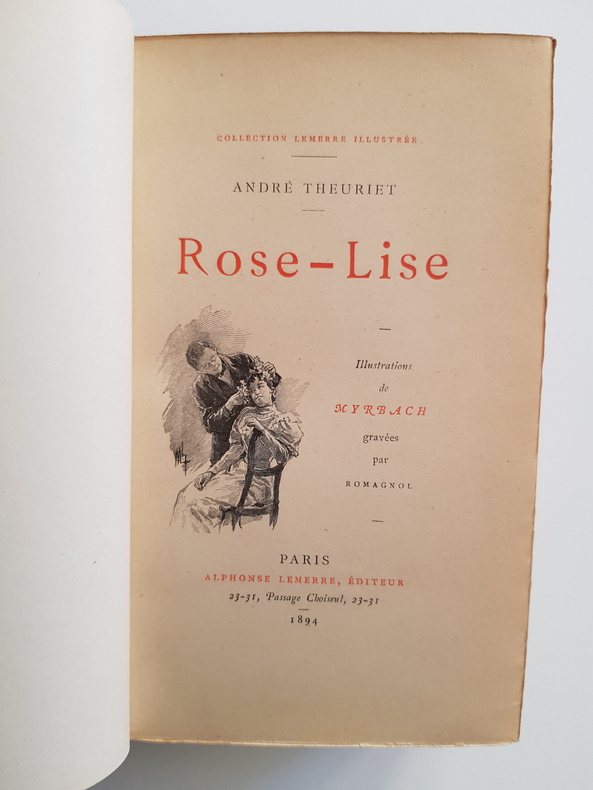 COLLECTION LEMERRE ILLUSTRÉE
ANDRÉ THEURIET
Rose-Lise
Illustrations
de
MYRBACH
gravées
par
ROMAGNOL
PARIS
ALPHONSE LEMERRE, ÉDITEUR
23-31, Passage Choiseul, 23-31
1894